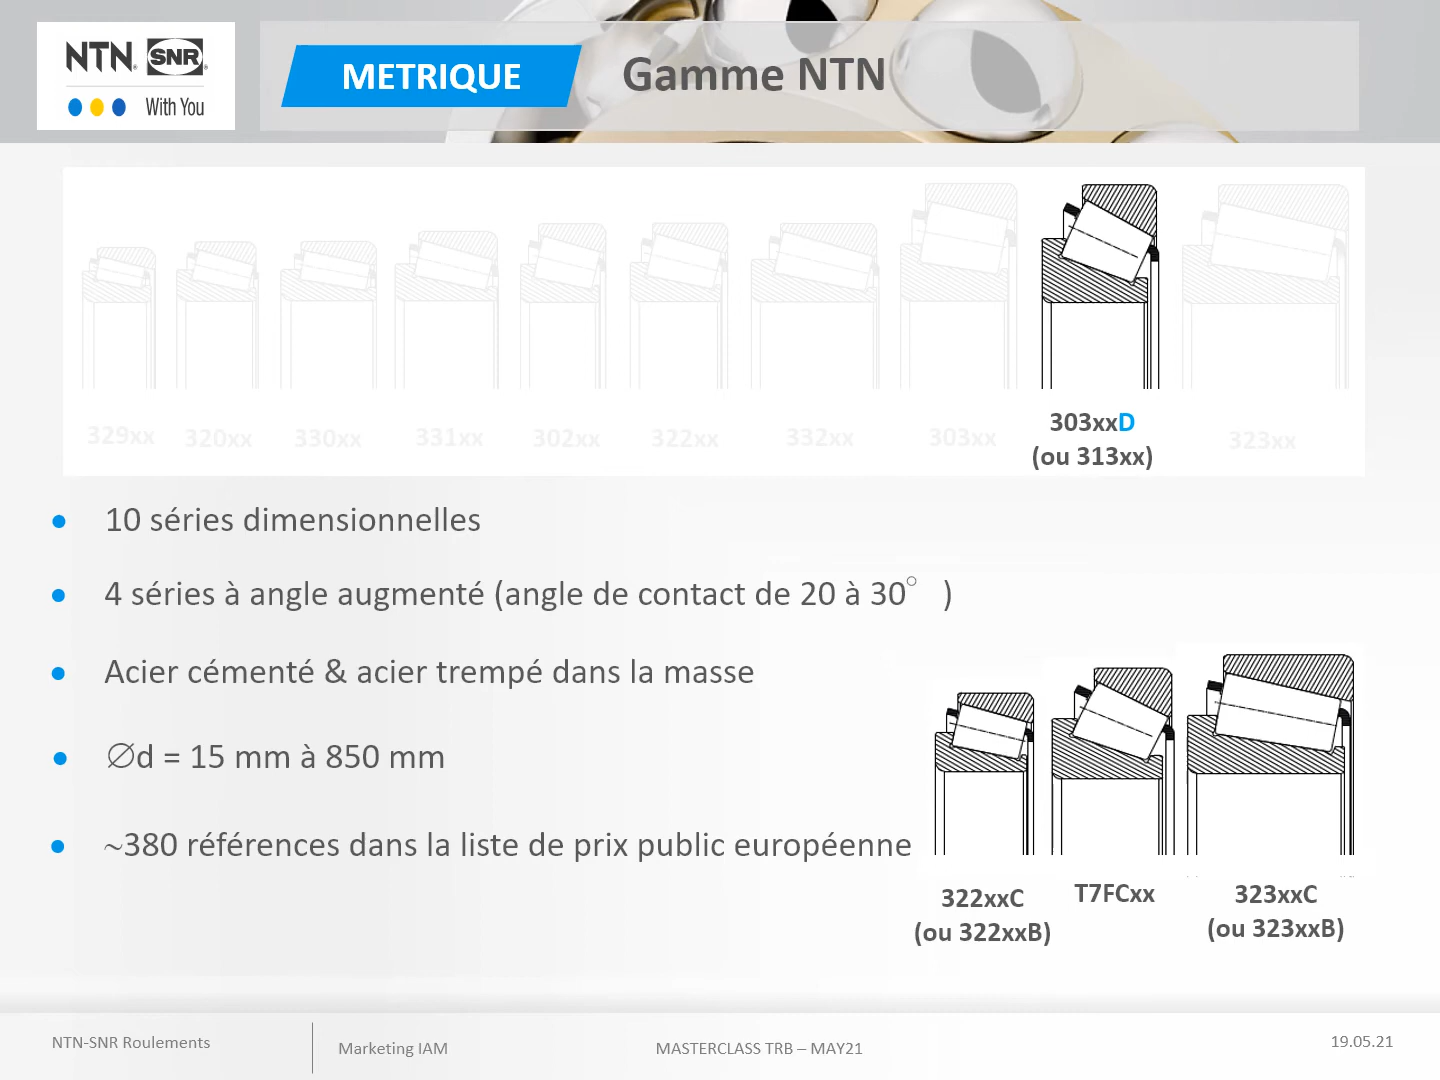 NTN SNR
With You
METRIQUE
Gamme NTN
329xx 320xx 330xx 331xx 302xx 322xx 332xx 303xx 303xxD 323xx
(ou 313xx)
• 10 séries dimensionnelles
• 4 séries à angle augmenté (angle de contact de 20 à 30° )
• Acier cémenté & acier trempé dans la masse
• ∅d = 15 mm à 850 mm
• ~380 références dans la liste de prix public européenne
322xxC T7FCxx 323xxC
(ou 322xxB) (ou 323xxB)
NTN-SNR Roulements Marketing IAM MASTERCLASS TRB – MAY21 19.05.21